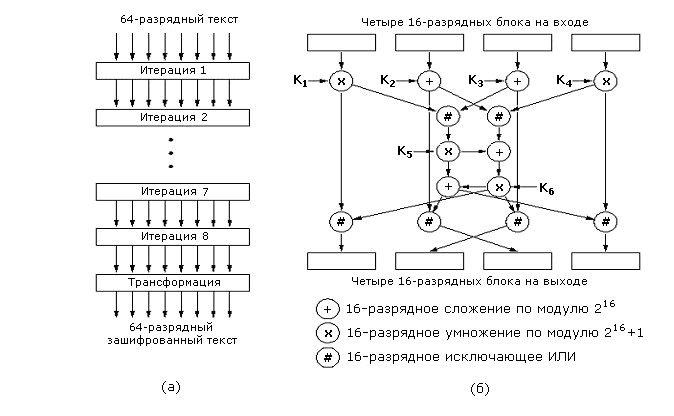 64-разрядный текст
Итерация 1
Итерация 2
Итерация 7
Итерация 8
Трансформация
64-разрядный
зашифрованный текст
(а)
Четыре 16-разрядных блока на входе
K1 x K2 + K3 + K4 x
# #
K5 x +
+ x K6
# # # #
Четыре 16-разрядных блока на выходе
+ 16-разрядное сложение по модулю 2^16
x 16-разрядное умножение по модулю 2^16+1
# 16-разрядное исключающее ИЛИ
(б)